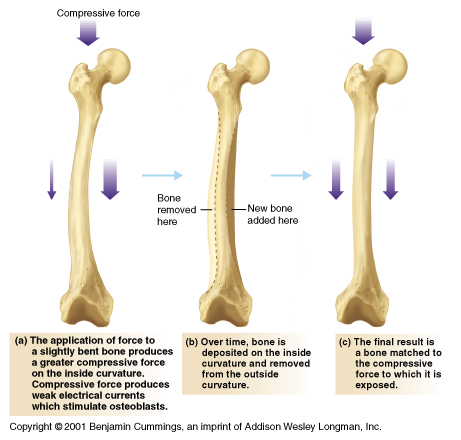 Compressive force
Bone
removed
here
New bone
added here
(a) The application of force to
a slightly bent bone produces
a greater compressive force
on the inside curvature.
Compressive force produces
weak electrical currents
which stimulate osteoblasts.
(b) Over time, bone is
deposited on the inside
curvature and removed
from the outside
curvature.
(c) The final result is
a bone matched to
the compressive
force to which it is
exposed.
Copyright © 2001 Benjamin Cummings, an imprint of Addison Wesley Longman, Inc.